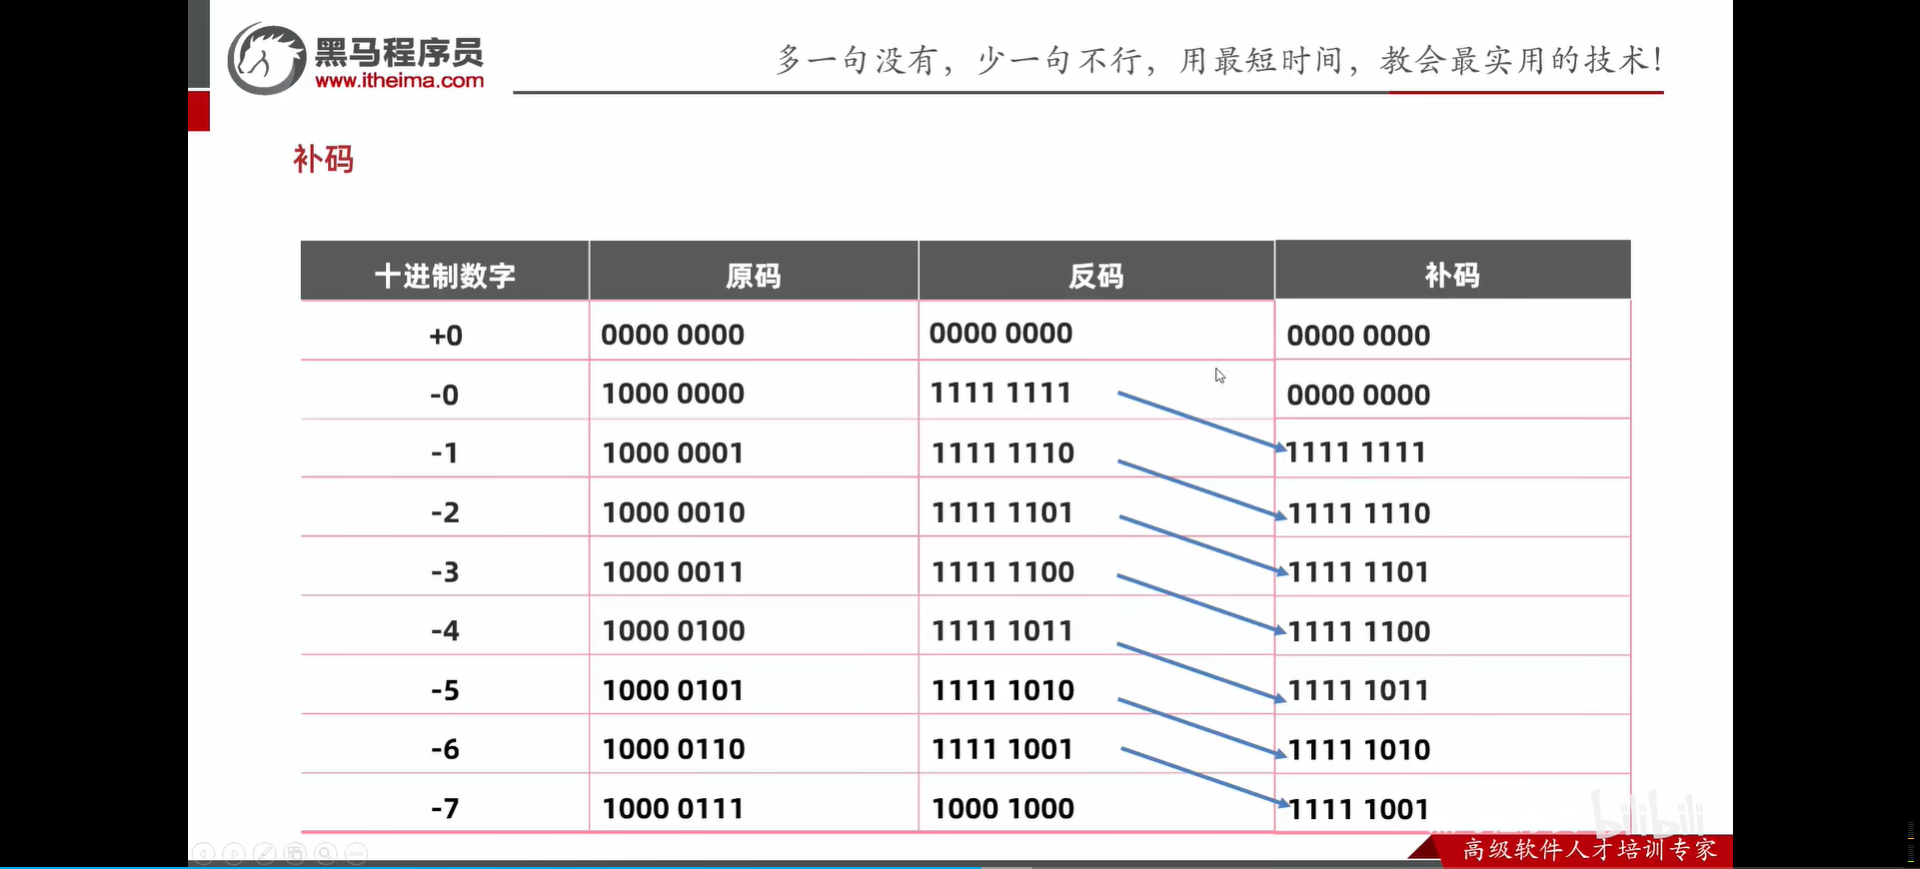 黑马程序员
www.itheima.com
多一句没有，少一句不行，用最短时间，教会最实用的技术！
补码
十进制数字 原码 反码 补码
+0 0000 0000 0000 0000 0000 0000
-0 1000 0000 1111 1111 0000 0000
-1 1000 0001 1111 1110 1111 1111
-2 1000 0010 1111 1101 1111 1110
-3 1000 0011 1111 1100 1111 1101
-4 1000 0100 1111 1011 1111 1100
-5 1000 0101 1111 1010 1111 1011
-6 1000 0110 1111 1001 1111 1010
-7 1000 0111 1000 1000 1111 1001
bilibili
高级软件人才培训专家